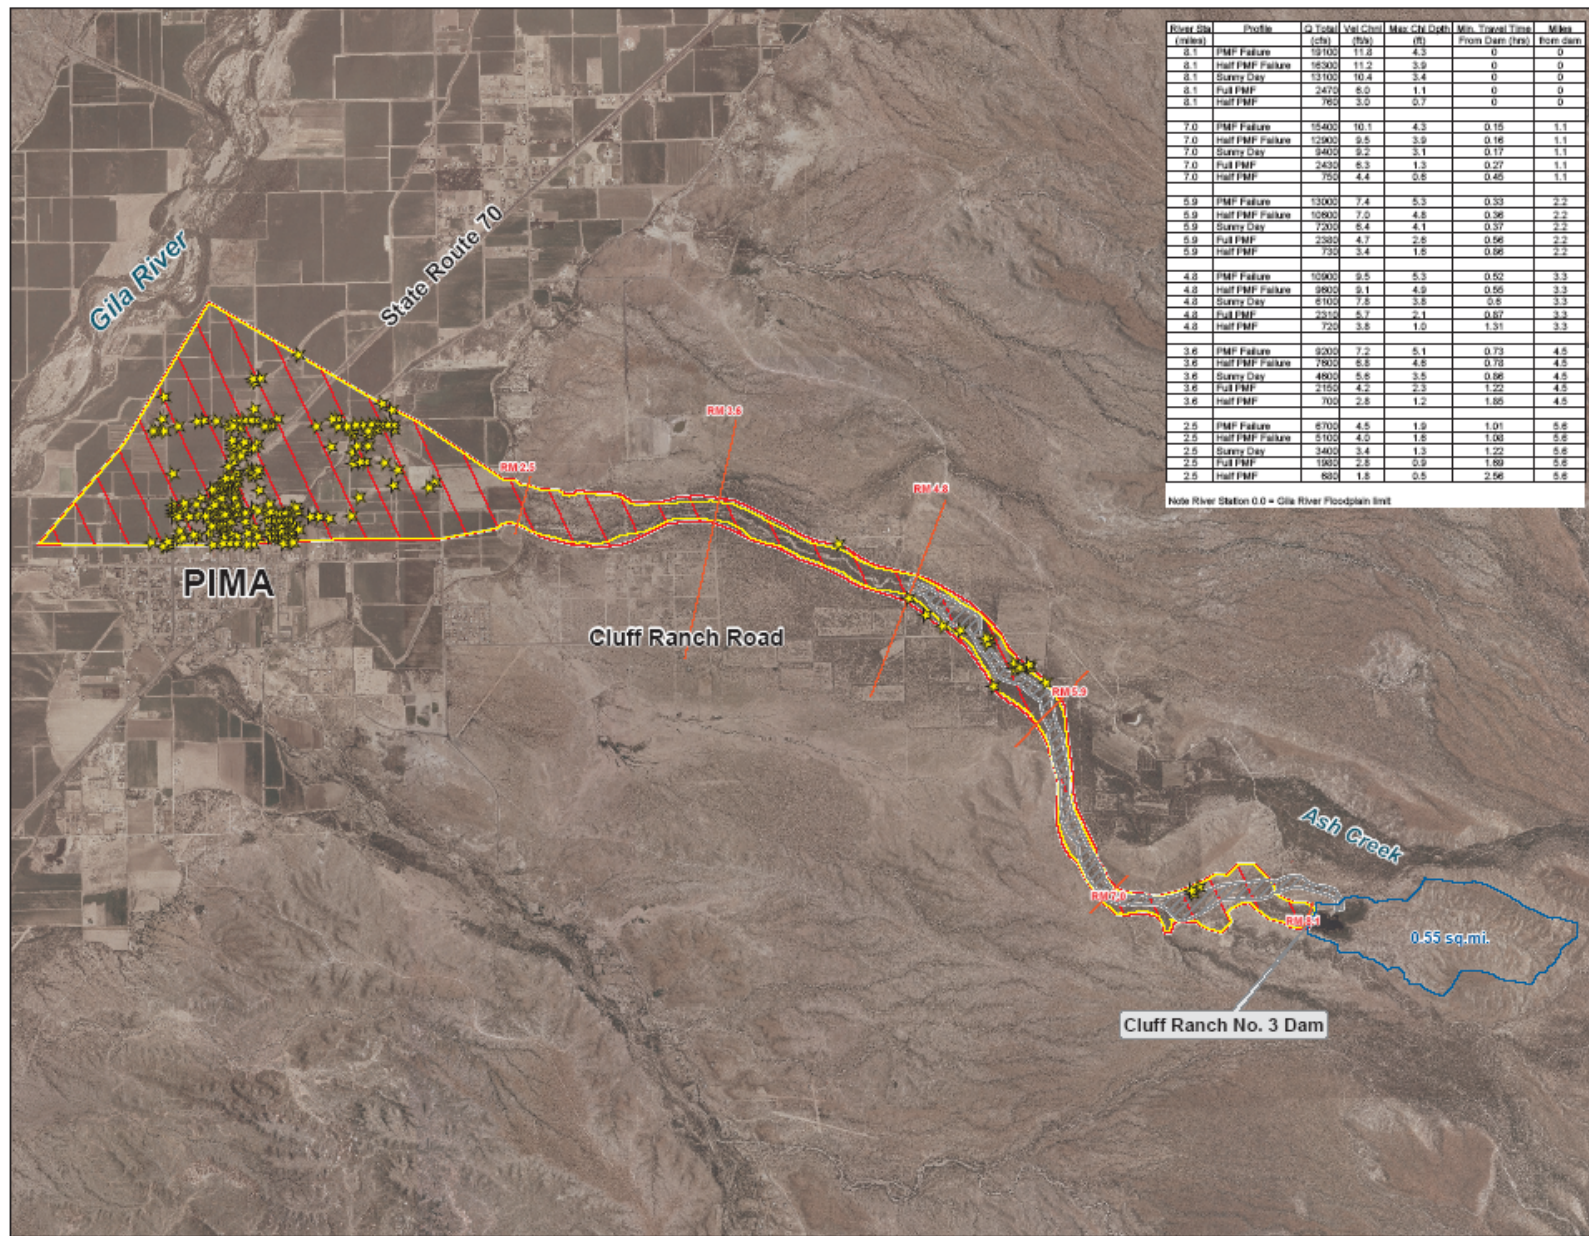 River Sta Profile Q Total Vel Chnl Max Chl Dpth Min. Travel Time Miles
(miles) (cfs) (ft/s) (ft) From Dam (hrs) from dam
8.1 PMF Failure 19100 11.8 4.3 0 0
8.1 Half PMF Failure 16300 11.2 3.9 0 0
8.1 Sunny Day 13100 10.4 3.4 0 0
8.1 Full PMF 2470 6.0 1.1 0 0
8.1 Half PMF 760 3.0 0.7 0 0
7.0 PMF Failure 15400 10.1 4.3 0.15 1.1
7.0 Half PMF Failure 12900 9.5 3.9 0.16 1.1
7.0 Sunny Day 9400 9.2 3.1 0.17 1.1
7.0 Full PMF 2430 6.3 1.3 0.27 1.1
7.0 Half PMF 750 4.4 0.6 0.45 1.1
5.9 PMF Failure 13000 7.4 5.3 0.33 2.2
5.9 Half PMF Failure 10600 7.0 4.8 0.36 2.2
5.9 Sunny Day 7200 6.4 4.1 0.37 2.2
5.9 Full PMF 2380 4.7 2.6 0.56 2.2
5.9 Half PMF 730 3.4 1.6 0.86 2.2
4.8 PMF Failure 10900 9.5 5.3 0.52 3.3
4.8 Half PMF Failure 9600 9.1 4.9 0.55 3.3
4.8 Sunny Day 6100 7.8 3.8 0.6 3.3
4.8 Full PMF 2310 5.7 2.1 0.87 3.3
4.8 Half PMF 720 3.8 1.0 1.31 3.3
3.6 PMF Failure 9200 7.2 5.1 0.73 4.5
3.6 Half PMF Failure 7600 6.8 4.6 0.78 4.5
3.6 Sunny Day 4600 5.6 3.5 0.86 4.5
3.6 Full PMF 2150 4.2 2.3 1.22 4.5
3.6 Half PMF 700 2.8 1.2 1.85 4.5
2.5 PMF Failure 6700 4.5 1.9 1.01 5.6
2.5 Half PMF Failure 5100 4.0 1.6 1.08 5.6
2.5 Sunny Day 3400 3.4 1.3 1.22 5.6
2.5 Full PMF 1980 2.8 0.9 1.69 5.6
2.5 Half PMF 680 1.8 0.5 2.56 5.6
Note River Station 0.0 = Gila River Floodplain limit
Gila River
State Route 70
RM 3.6
RM 2.5
RM 4.8
PIMA
Cluff Ranch Road
RM 5.9
Ash Creek
RM 7.0
RM 8.1
0.55 sq.mi.
Cluff Ranch No. 3 Dam